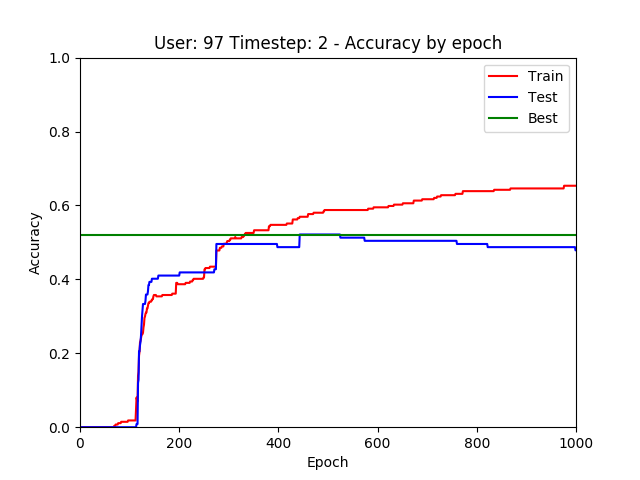 User: 97 Timestep: 2 - Accuracy by epoch
1.0
0.8
0.6
0.4
0.2
0.0
Accuracy
Train
Test
Best
0 200 400 600 800 1000
Epoch